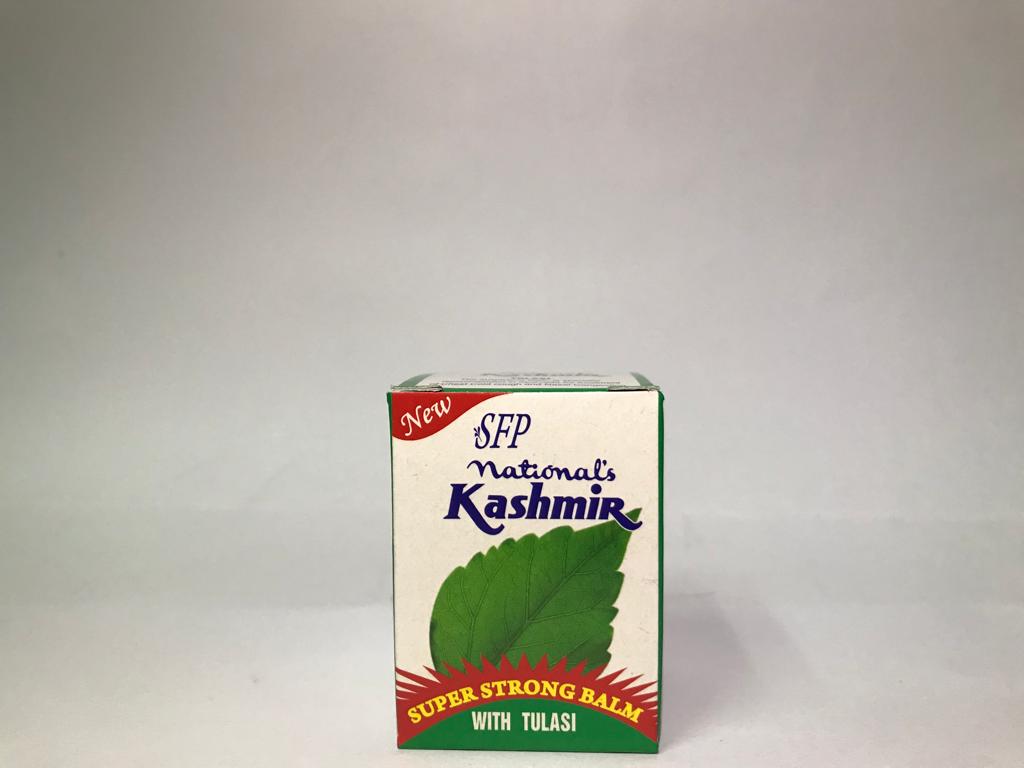 New
SFP
National's
Kashmir
SUPER STRONG BALM
WITH TULASI